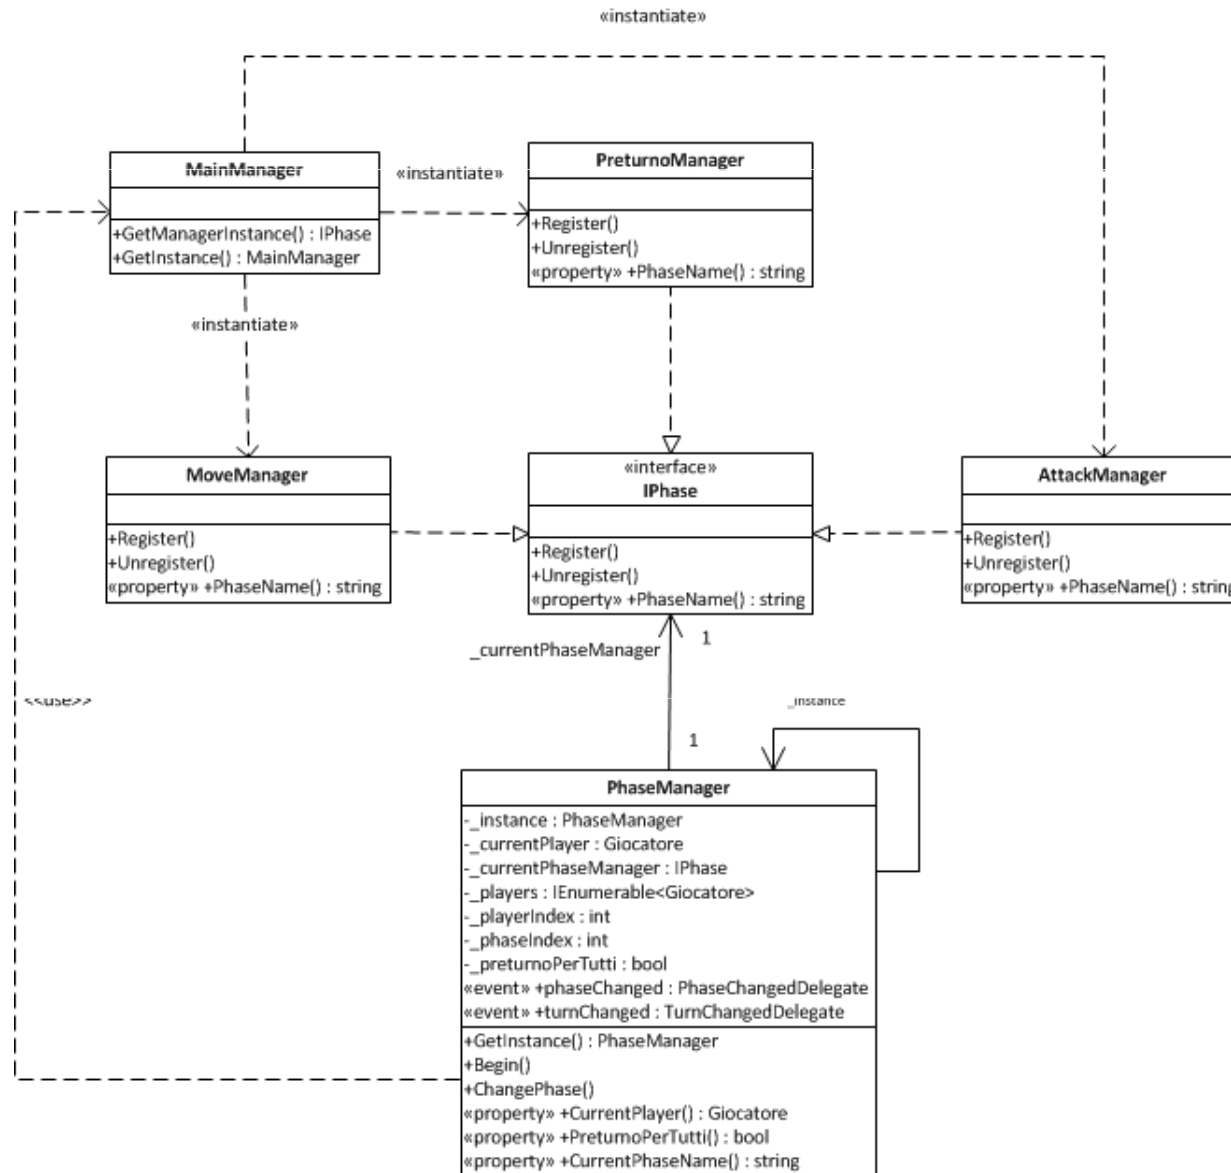 «instantiate»
MainManager
+GetManagerInstance() : IPhase
+GetInstance() : MainManager
«instantiate»
PreturnoManager
+Register()
+Unregister()
«property» +PhaseName() : string
«instantiate»
MoveManager
+Register()
+Unregister()
«property» +PhaseName() : string
«interface»
IPhase
+Register()
+Unregister()
«property» +PhaseName() : string
AttackManager
+Register()
+Unregister()
«property» +PhaseName() : string
_currentPhaseManager
1
<<use>>
_instance
1
PhaseManager
-_instance : PhaseManager
-_currentPlayer : Giocatore
-_currentPhaseManager : IPhase
-_players : IEnumerable<Giocatore>
-_playerIndex : int
-_phaseIndex : int
-_preturnoPerTutti : bool
«event» +phaseChanged : PhaseChangedDelegate
«event» +turnChanged : TurnChangedDelegate
+GetInstance() : PhaseManager
+Begin()
+ChangePhase()
«property» +CurrentPlayer() : Giocatore
«property» +PreturnoPerTutti() : bool
«property» +CurrentPhaseName() : string